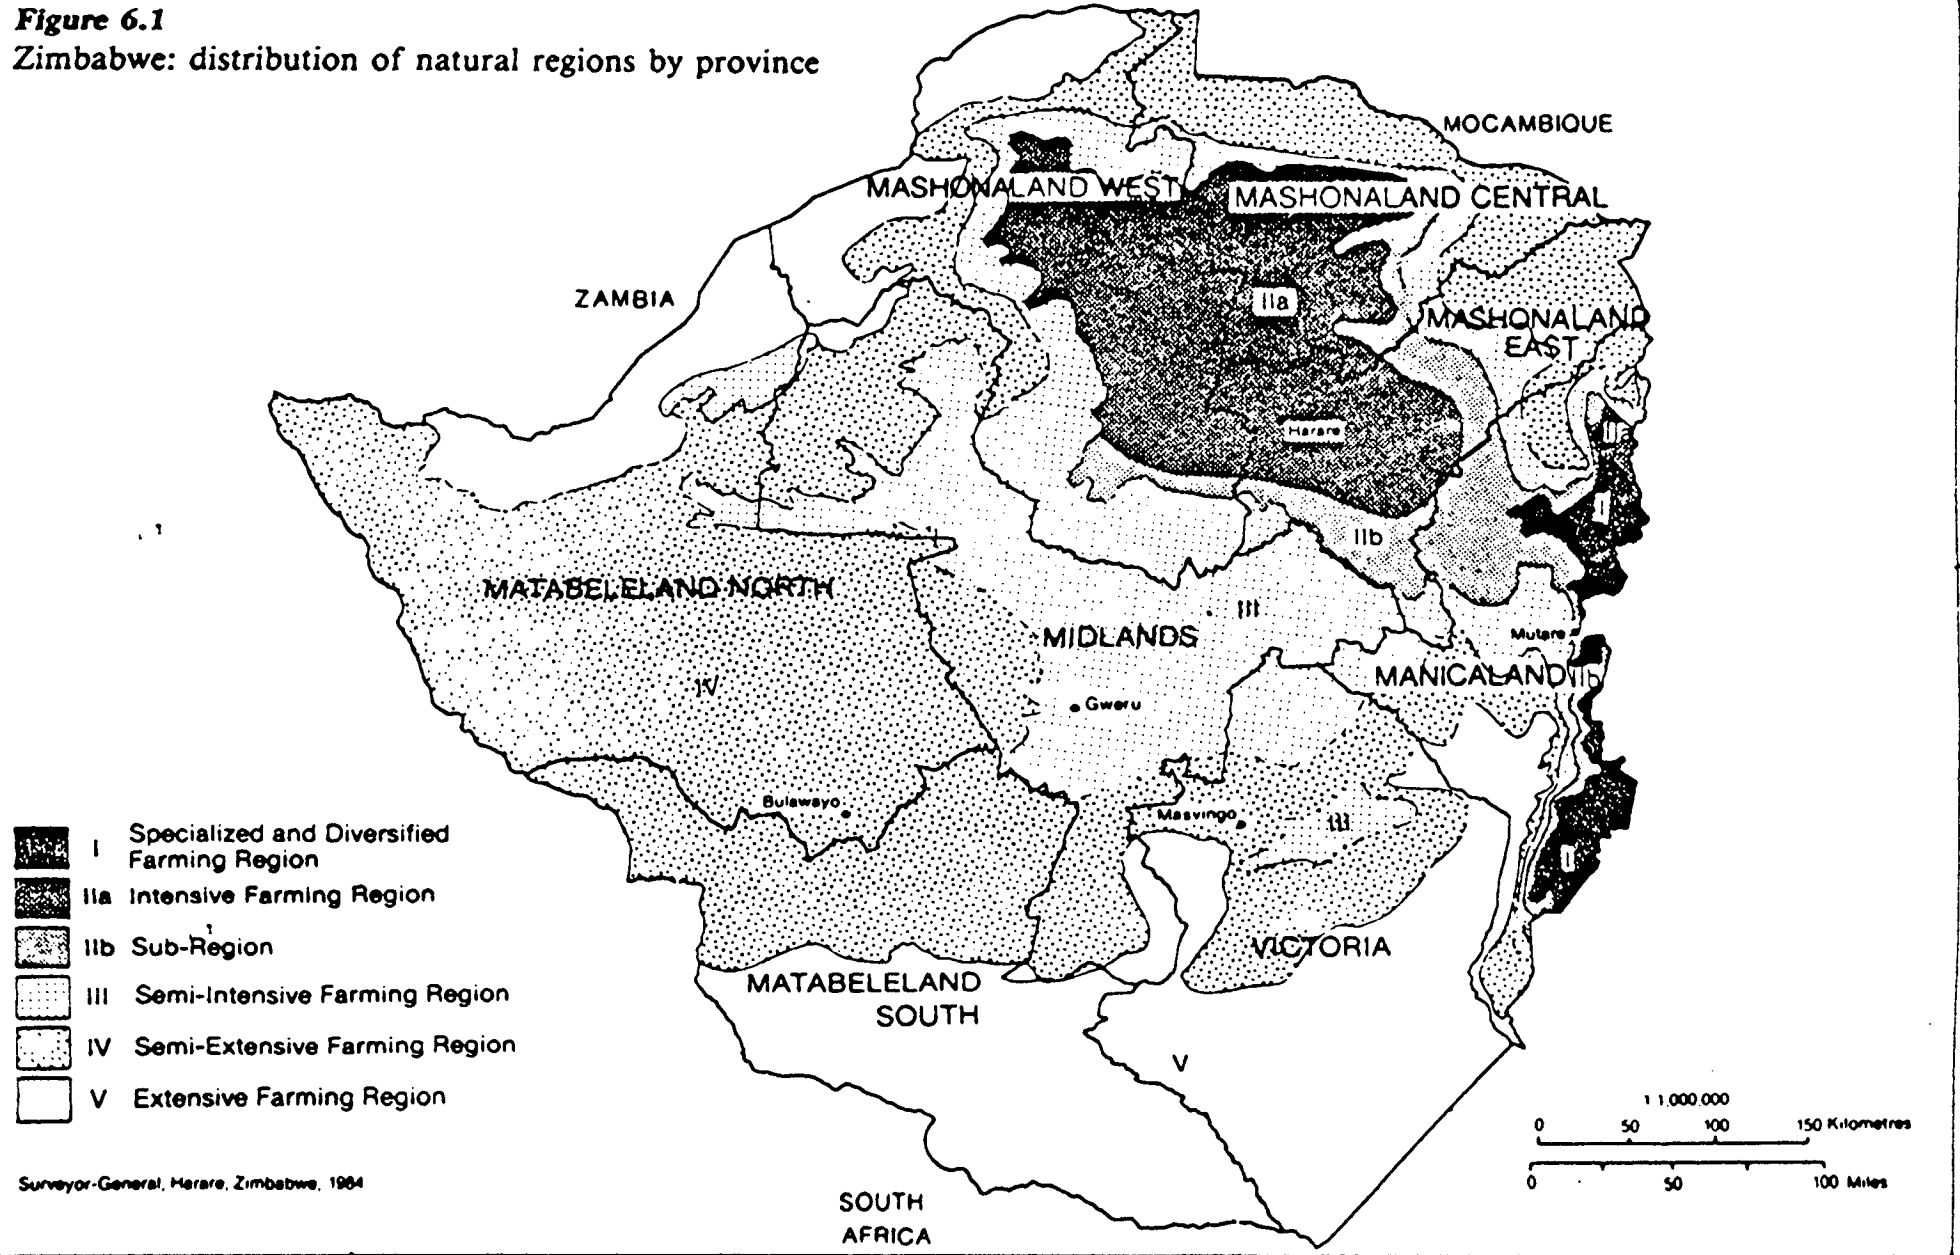 Figure 6.1
Zimbabwe: distribution of natural regions by province
MOCAMBIQUE
MASHONALAND WEST
MASHONALAND CENTRAL
ZAMBIA
IIa
MASHONALAND
EAST
Harare
I
IIb
MATABELELAND NORTH
III
MIDLANDS
Mutare
MANICALAND
IIb
IV
Gweru
Bulawayo
Masvingo
III
I
VICTORIA
MATABELELAND
SOUTH
V
SOUTH
AFRICA
I Specialized and Diversified
Farming Region
IIa Intensive Farming Region
IIb Sub-Region
III Semi-Intensive Farming Region
IV Semi-Extensive Farming Region
V Extensive Farming Region
Surveyor-General, Harare, Zimbabwe, 1984
1 1.000.000
0 50 100 150 Kilometres
0 50 100 Miles